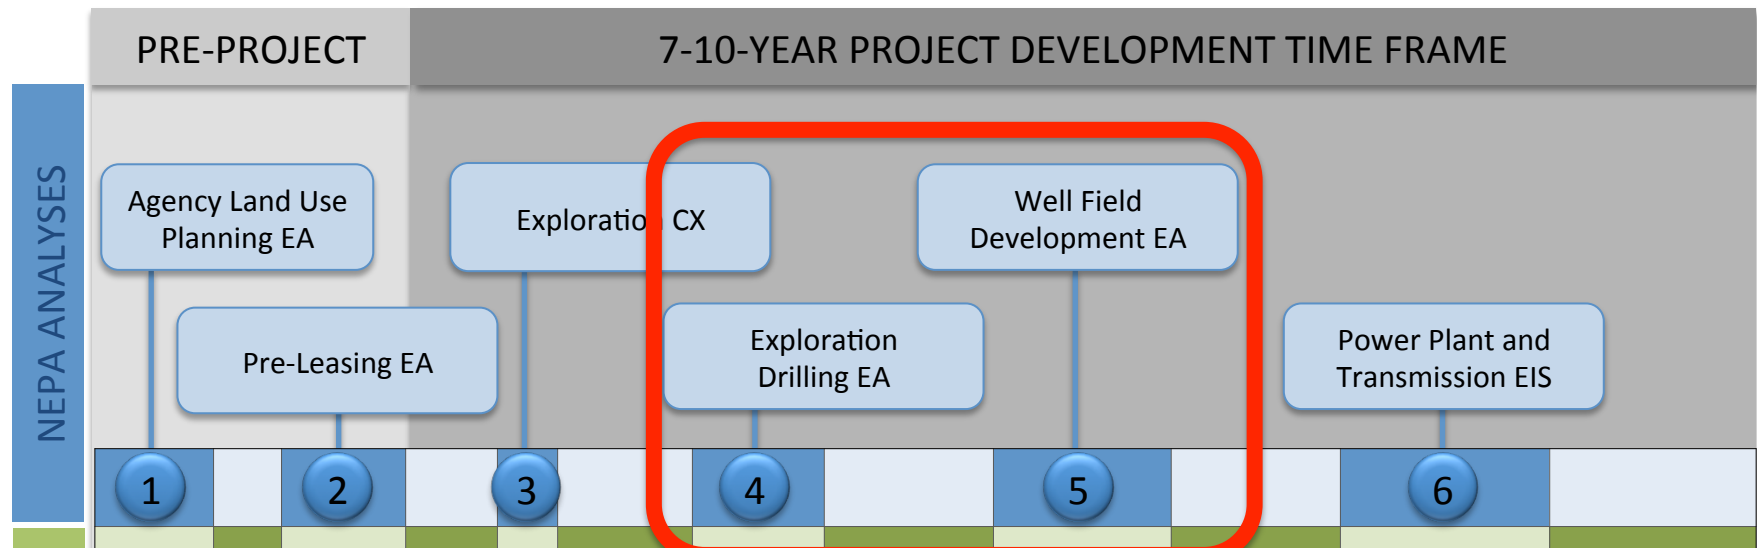 PRE-PROJECT
7-10-YEAR PROJECT DEVELOPMENT TIME FRAME
NEPA ANALYSES
Agency Land Use
Planning EA
Pre-Leasing EA
Exploration CX
Exploration
Drilling EA
Well Field
Development EA
Power Plant and
Transmission EIS
1
2
3
4
5
6